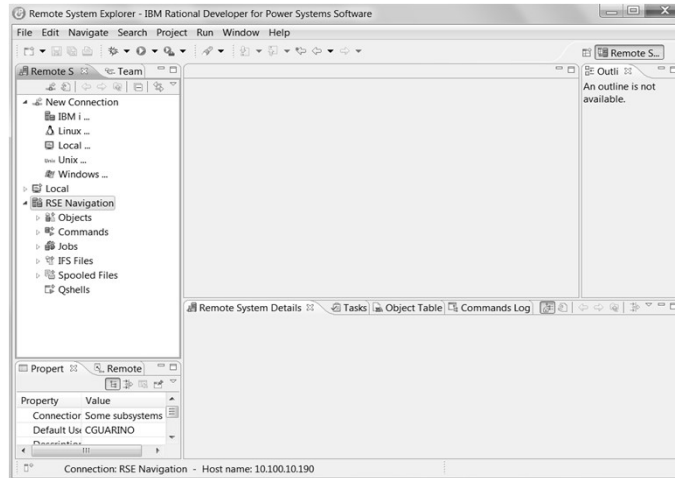 Remote System Explorer - IBM Rational Developer for Power Systems Software
File Edit Navigate Search Project Run Window Help
Remote S...
Remote S
Team
Outli
An outline is not
available.
New Connection
IBM i ...
Linux ...
Local ...
Unix ...
Windows ...
Local
RSE Navigation
Objects
Commands
Jobs
IFS Files
Spooled Files
Qshells
Remote System Details
Tasks
Object Table
Commands Log
Propert
Remote
Property Value
Connection Some subsystems
Default Use CGUARINO
Connection: RSE Navigation - Host name: 10.100.10.190